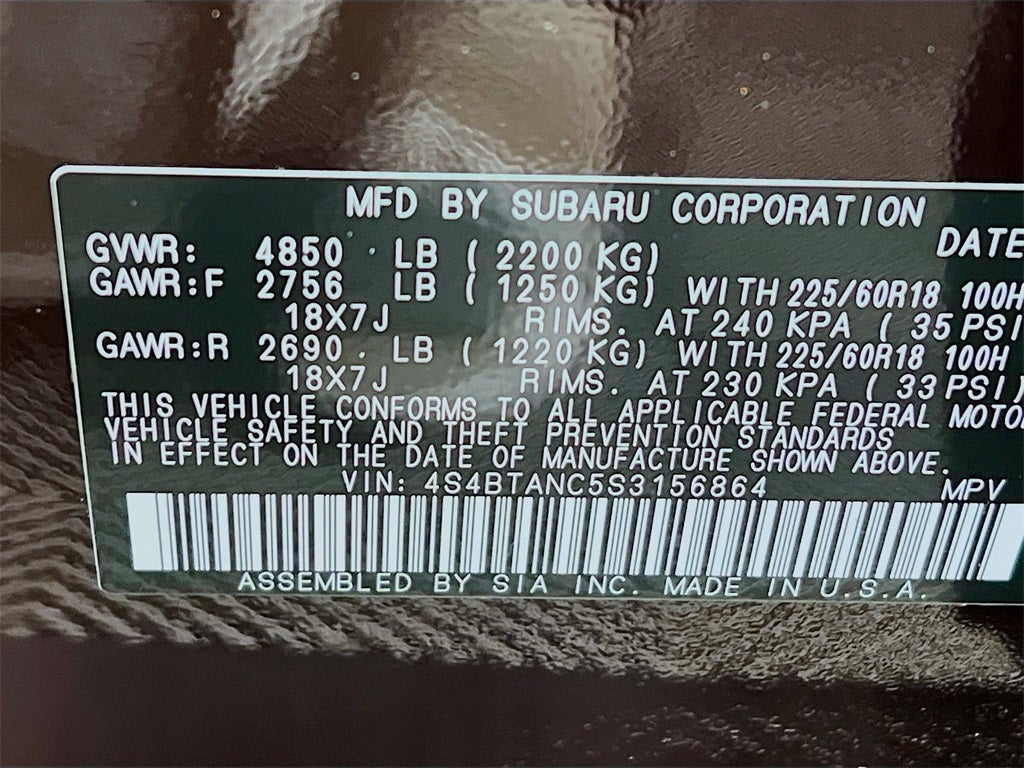 MFD BY SUBARU CORPORATION
DATE
GVWR: 4850 LB ( 2200 KG)
GAWR:F 2756 LB ( 1250 KG) WITH 225/60R18 100H
18X7J RIMS. AT 240 KPA ( 35 PSI
GAWR:R 2690 LB ( 1220 KG) WITH 225/60R18 100H
18X7J RIMS. AT 230 KPA ( 33 PSI)
THIS VEHICLE CONFORMS TO ALL APPLICABLE FEDERAL MOTO
VEHICLE SAFETY AND THEFT PREVENTION STANDARDS
IN EFFECT ON THE DATE OF MANUFACTURE SHOWN ABOVE.
VIN: 4S4BTANC5S3156864 MPV
ASSEMBLED BY SIA INC. MADE IN U.S.A.